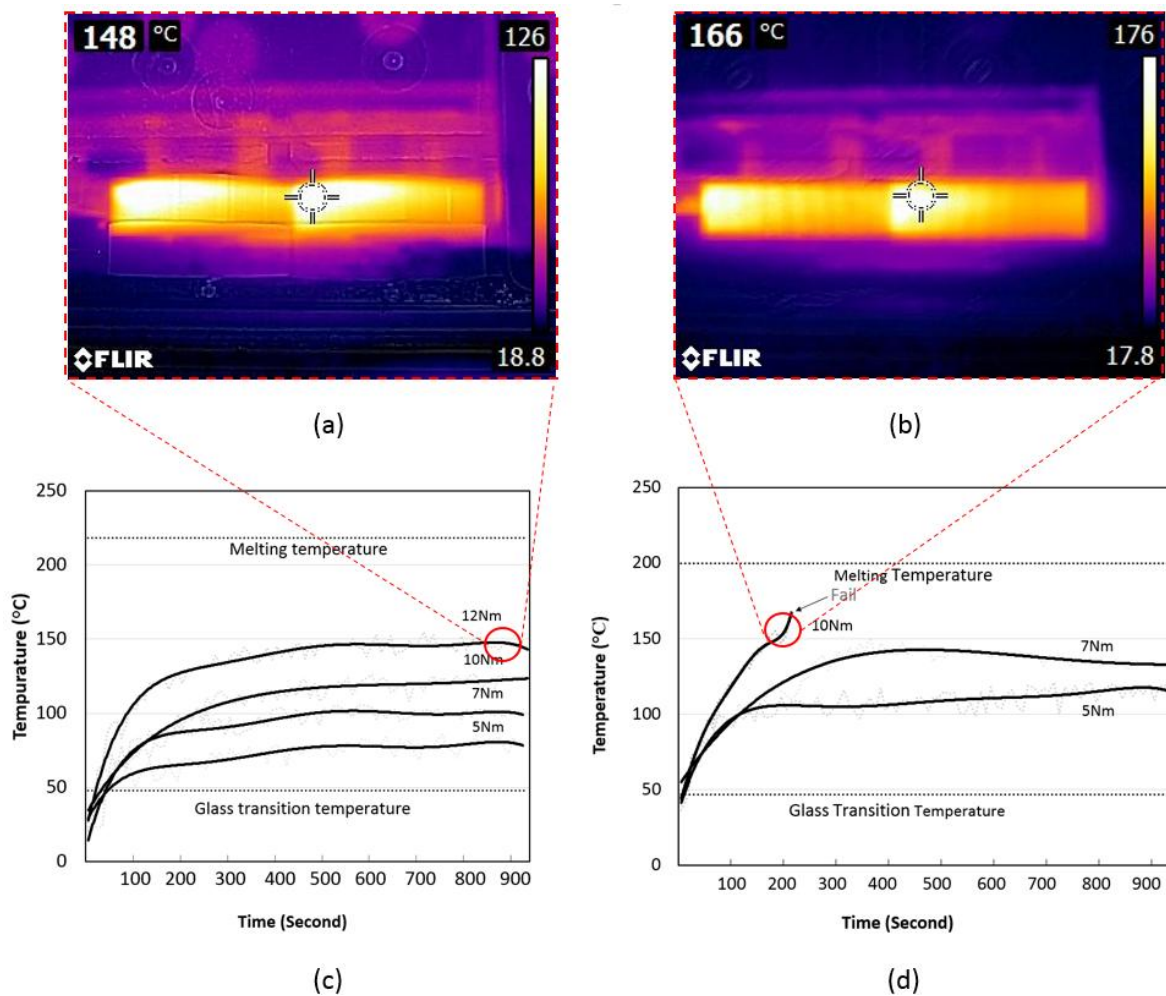 148 °C
126
18.8
FLIR
(a)
166 °C
176
17.8
FLIR
(b)
Tempurature (°C)
250
200
150
100
50
0
Melting temperature
12Nm
10Nm
7Nm
5Nm
Glass transition temperature
100 200 300 400 500 600 700 800 900
Time (Second)
(c)
Temperature (°C)
250
200
150
100
50
0
Melting Temperature
Fail
10Nm
7Nm
5Nm
Glass Transition Temperature
100 200 300 400 500 600 700 800 900
Time (Second)
(d)